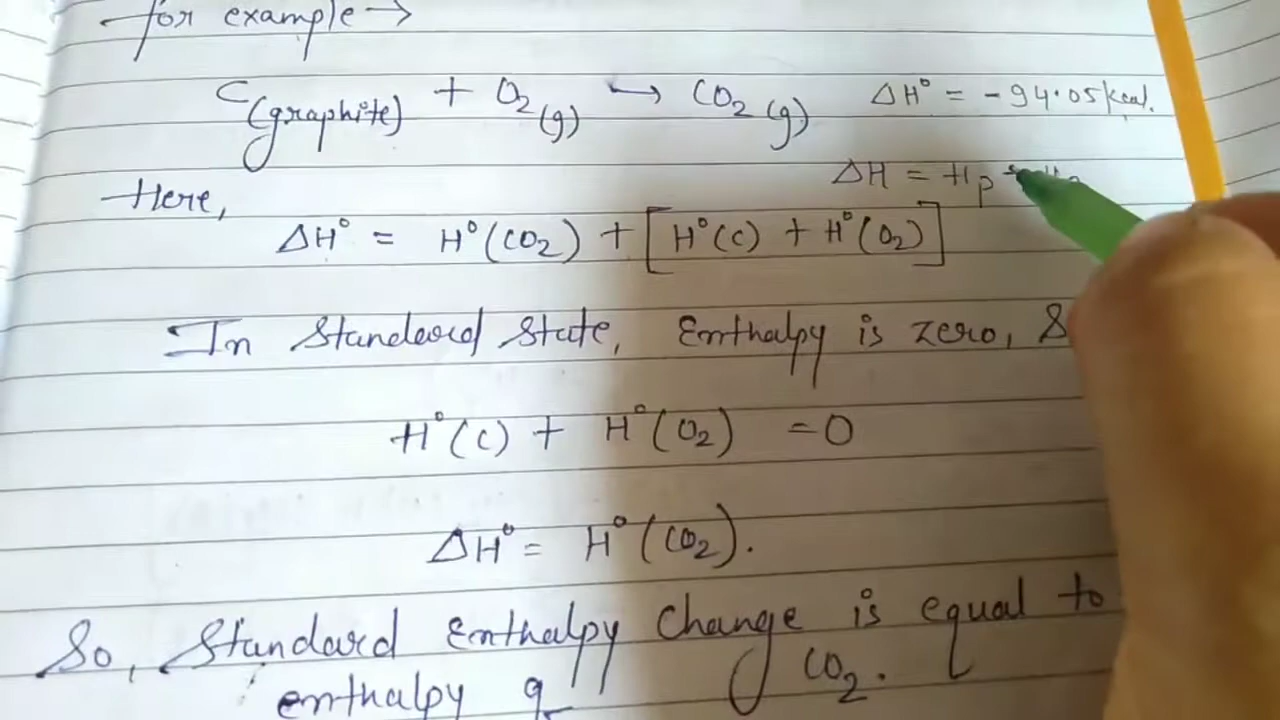 for example →
C(graphite) + O₂(g) → CO₂(g) ΔH° = -94.05 Kcal.
ΔH = Hp
Here,
ΔH° = H°(CO₂) + [H°(C) + H°(O₂)]
In Standard State, Enthalpy is zero, S
H°(C) + H°(O₂) = 0
ΔH° = H°(CO₂).
So, Standard Enthalpy Change is equal to
enthalpy of CO₂.